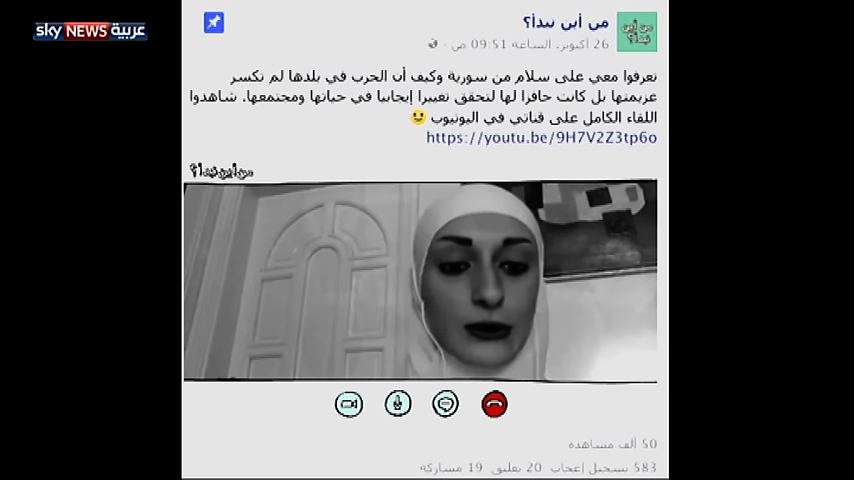 sky NEWS عربية
من أين نبدأ؟
26 أكتوبر، الساعة 09:51 ص ·
من أين نبدأ؟
تعرفوا معي على سلام من سورية وكيف أن الحرب في بلدها لم تكسر
عزيمتها بل كانت حافزا لها لتحقق تغييرا إيجابيا في حياتها ومجتمعها. شاهدوا
اللقاء الكامل على قناتي في اليوتيوب
https://youtu.be/9H7V2Z3tp6o
من أين نبدأ؟
50 ألف مشاهدة
583 تسجيل إعجاب 20 تعليق 19 مشاركة